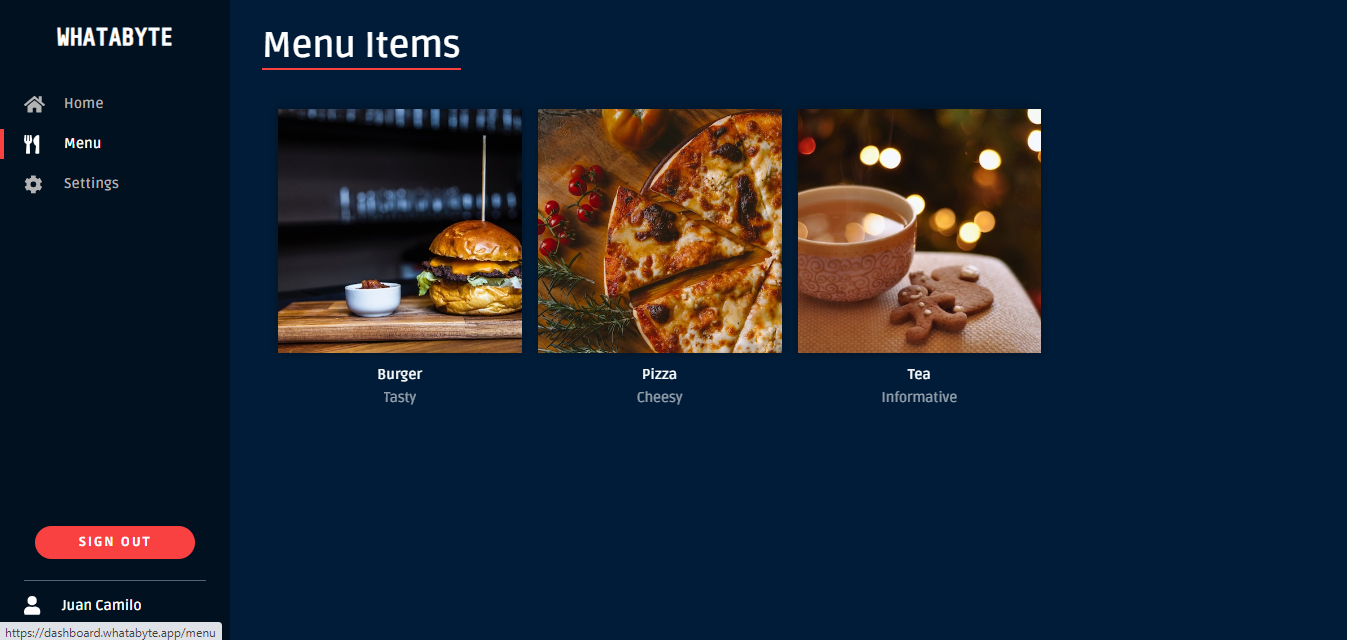 WHATABYTE
Home
Menu
Settings
SIGN OUT
Juan Camilo
https://dashboard.whatabyte.app/menu
Menu Items
Burger
Tasty
Pizza
Cheesy
Tea
Informative